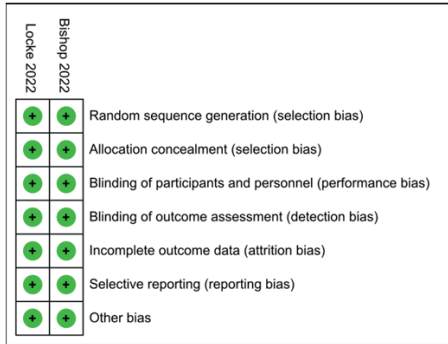 Locke 2022
Bishop 2022
+ + Random sequence generation (selection bias)
+ + Allocation concealment (selection bias)
+ + Blinding of participants and personnel (performance bias)
+ + Blinding of outcome assessment (detection bias)
+ + Incomplete outcome data (attrition bias)
+ + Selective reporting (reporting bias)
+ + Other bias